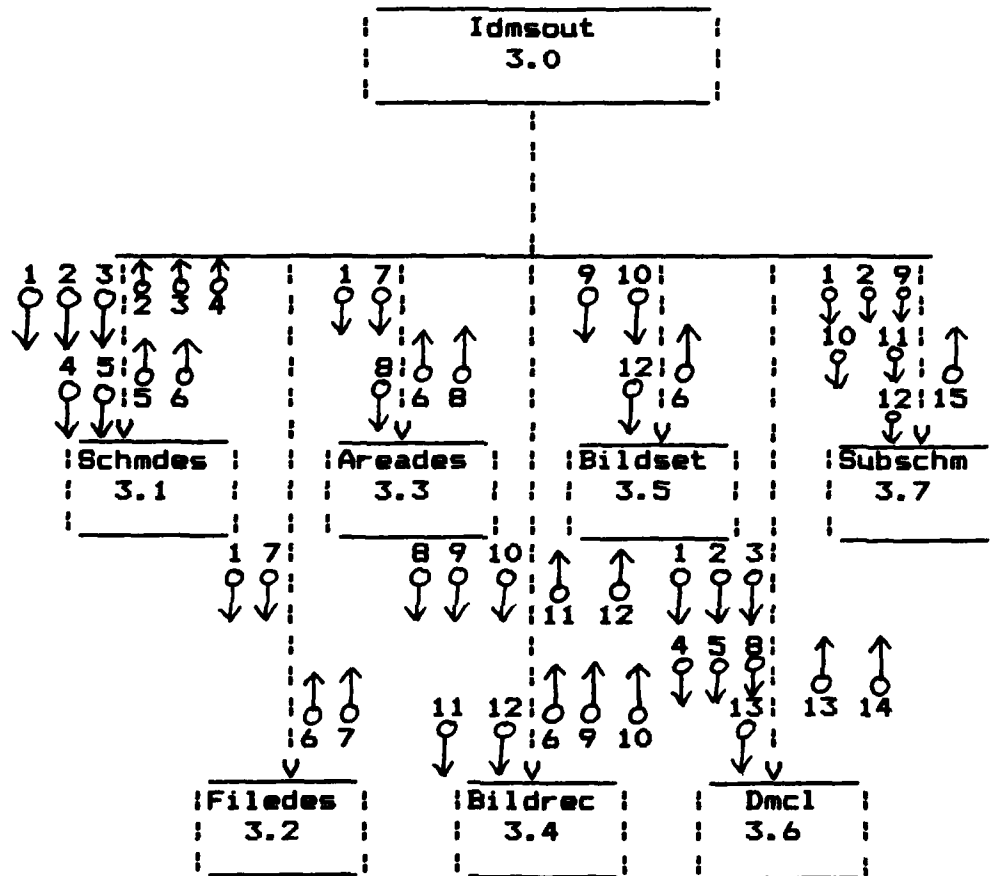 Idmsout
3.0
1 2 3 1 7 9 10 1 2 9
2 3 4
10 11
4 5 8 12
5 6 6 8 6 12 15
Schmdes Areades Bildset Subschm
3.1 3.3 3.5 3.7
1 7 8 9 10 1 2 3
11 12
4 5 8
11 12 13 13 14
6 7 6 9 10
Filedes Bildrec Dmcl
3.2 3.4 3.6